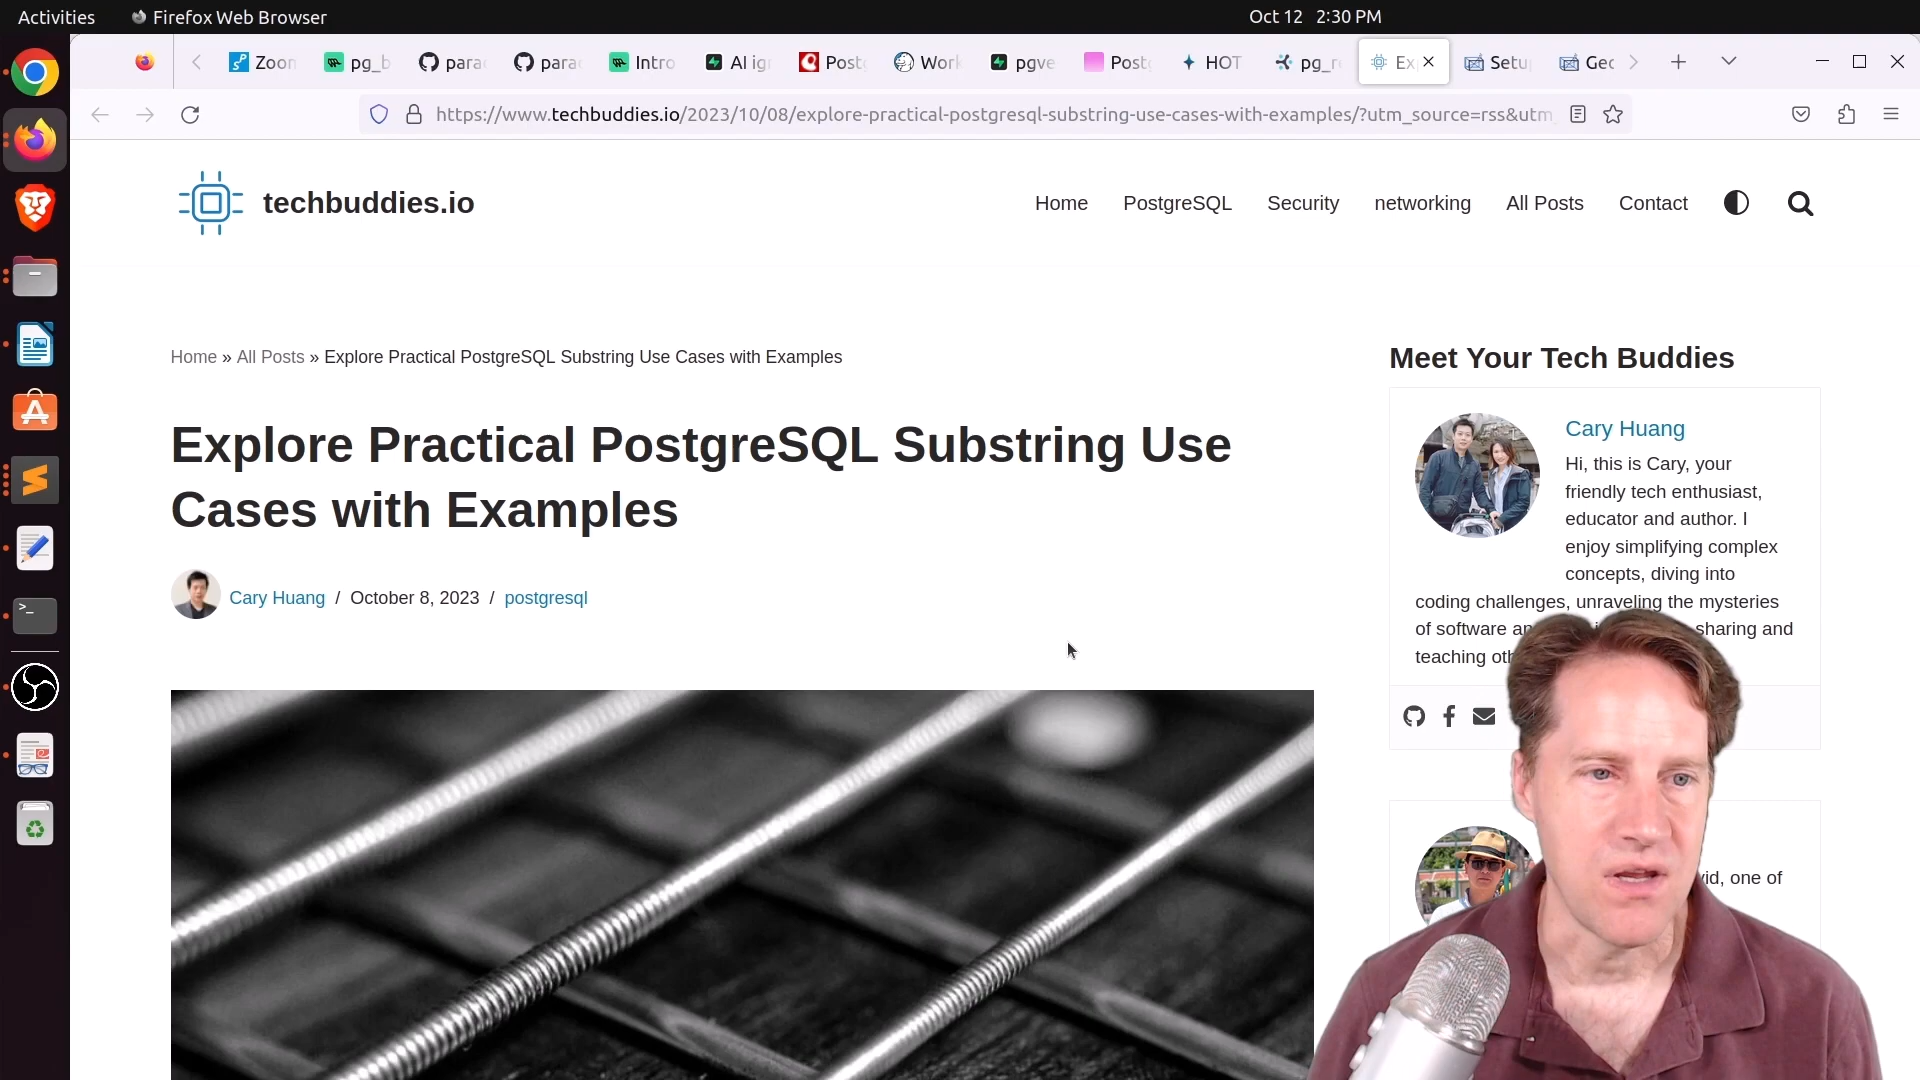 Activities
Firefox Web Browser
Oct 12 2:30 PM
Zoon
pg_b
para
para
Intro
AI ig
Post
Work
pgve
Post
HOT
pg_r
Ex
Setu
Geo
https://www.techbuddies.io/2023/10/08/explore-practical-postgresql-substring-use-cases-with-examples/?utm_source=rss&utm_
techbuddies.io
Home
PostgreSQL
Security
networking
All Posts
Contact
Home » All Posts » Explore Practical PostgreSQL Substring Use Cases with Examples
Explore Practical PostgreSQL Substring Use
Cases with Examples
Cary Huang / October 8, 2023 / postgresql
Meet Your Tech Buddies
Cary Huang
Hi, this is Cary, your
friendly tech enthusiast,
educator and author. I
enjoy simplifying complex
concepts, diving into
coding challenges, unraveling the mysteries
of software sharing and
teaching
one of